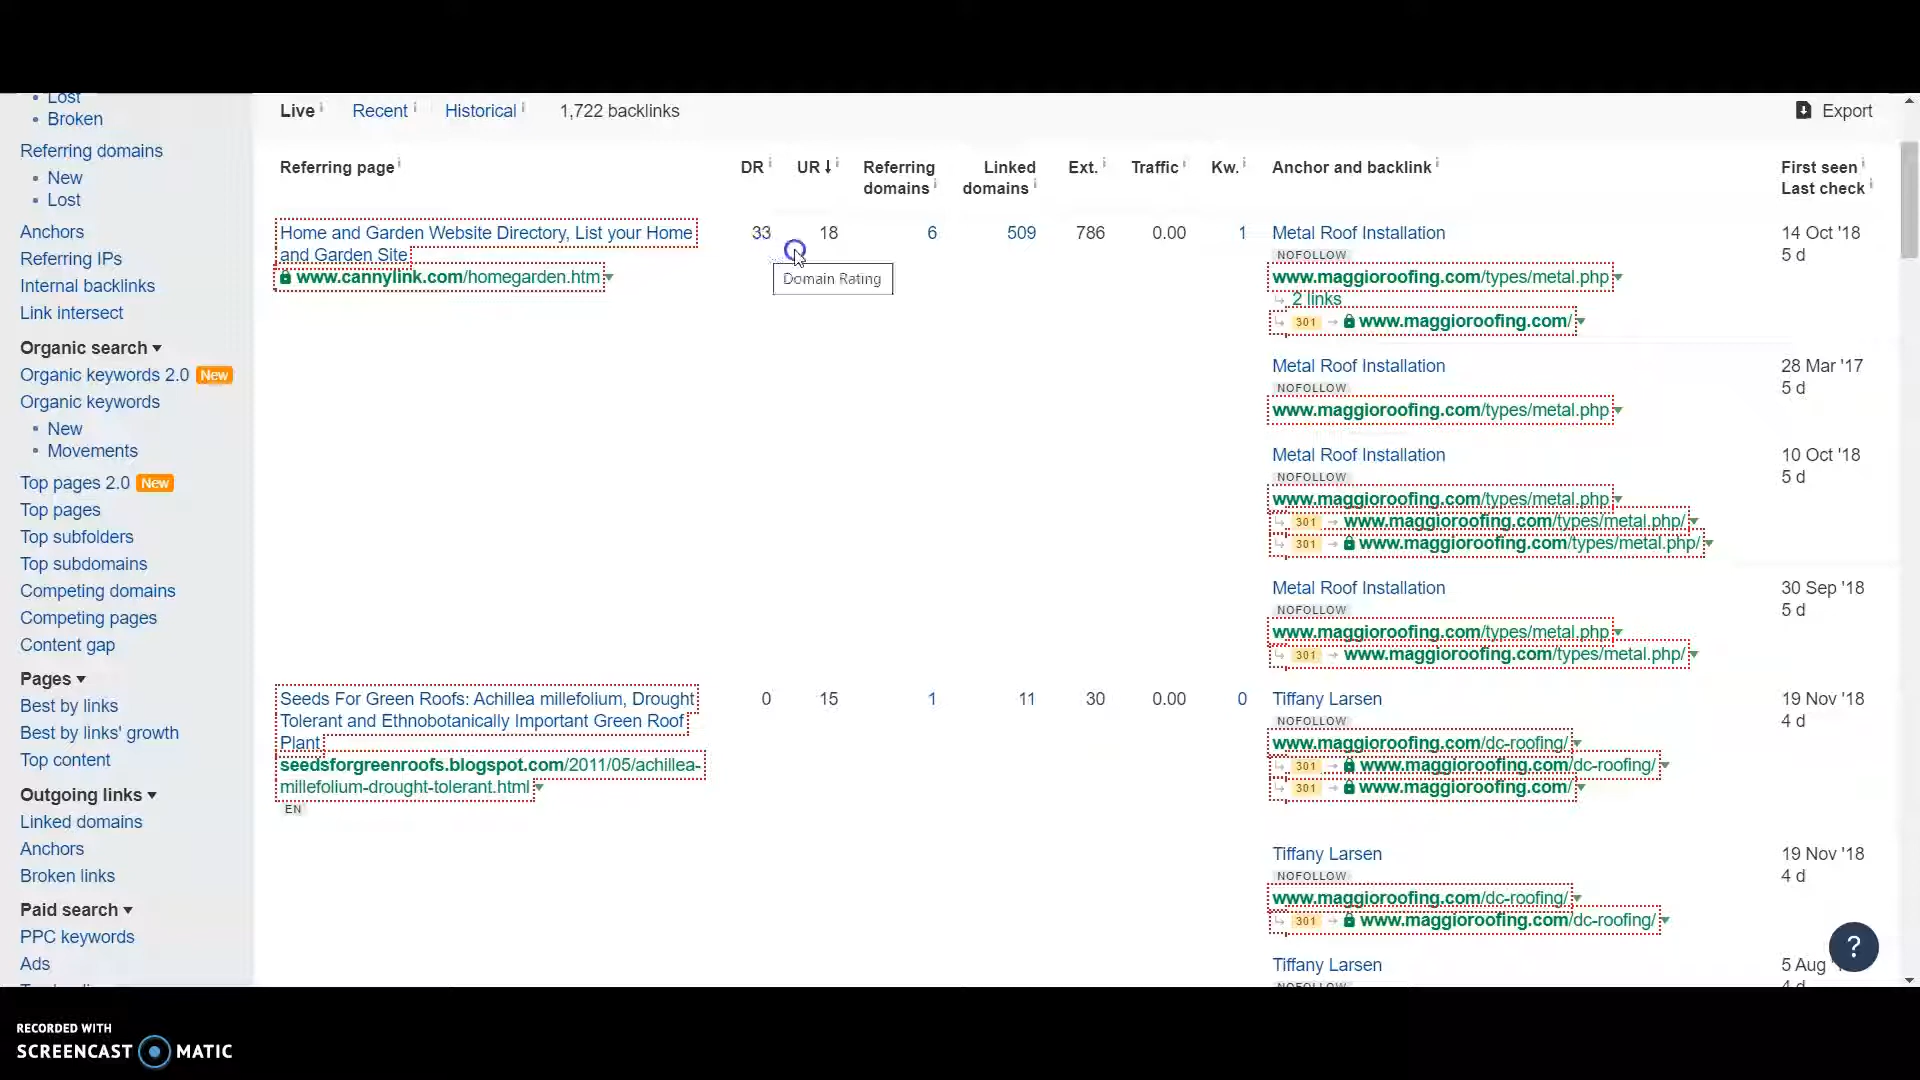 Lost
Broken
Referring domains
New
Lost
Anchors
Referring IPs
Internal backlinks
Link intersect
Organic search
Organic keywords 2.0 New
Organic keywords
New
Movements
Top pages 2.0 New
Top pages
Top subfolders
Top subdomains
Competing domains
Competing pages
Content gap
Pages
Best by links
Best by links' growth
Top content
Outgoing links
Linked domains
Anchors
Broken links
Paid search
PPC keywords
Ads
Live Recent Historical 1,722 backlinks Export
Referring page DR UR Referring domains Linked domains Ext. Traffic Kw. Anchor and backlink First seen Last check
Home and Garden Website Directory, List your Home
and Garden Site
www.cannylink.com/homegarden.htm
33 18 6 509 786 0.00 1
Domain Rating
Metal Roof Installation 14 Oct '18
NOFOLLOW 5 d
www.maggioroofing.com/types/metal.php
2 links
301 → www.maggioroofing.com/
Metal Roof Installation 28 Mar '17
NOFOLLOW 5 d
www.maggioroofing.com/types/metal.php
Metal Roof Installation 10 Oct '18
NOFOLLOW 5 d
www.maggioroofing.com/types/metal.php
301 → www.maggioroofing.com/types/metal.php/
301 → www.maggioroofing.com/types/metal.php/
Metal Roof Installation 30 Sep '18
NOFOLLOW 5 d
www.maggioroofing.com/types/metal.php
301 → www.maggioroofing.com/types/metal.php/
Seeds For Green Roofs: Achillea millefolium, Drought
Tolerant and Ethnobotanically Important Green Roof
Plant
seedsforgreenroofs.blogspot.com/2011/05/achillea-
millefolium-drought-tolerant.html
EN
0 15 1 11 30 0.00 0
Tiffany Larsen 19 Nov '18
NOFOLLOW 4 d
www.maggioroofing.com/dc-roofing/
301 → www.maggioroofing.com/dc-roofing/
301 → www.maggioroofing.com/
Tiffany Larsen 19 Nov '18
NOFOLLOW 4 d
www.maggioroofing.com/dc-roofing/
301 → www.maggioroofing.com/dc-roofing/
Tiffany Larsen 5 Aug
?
RECORDED WITH
SCREENCAST MATIC